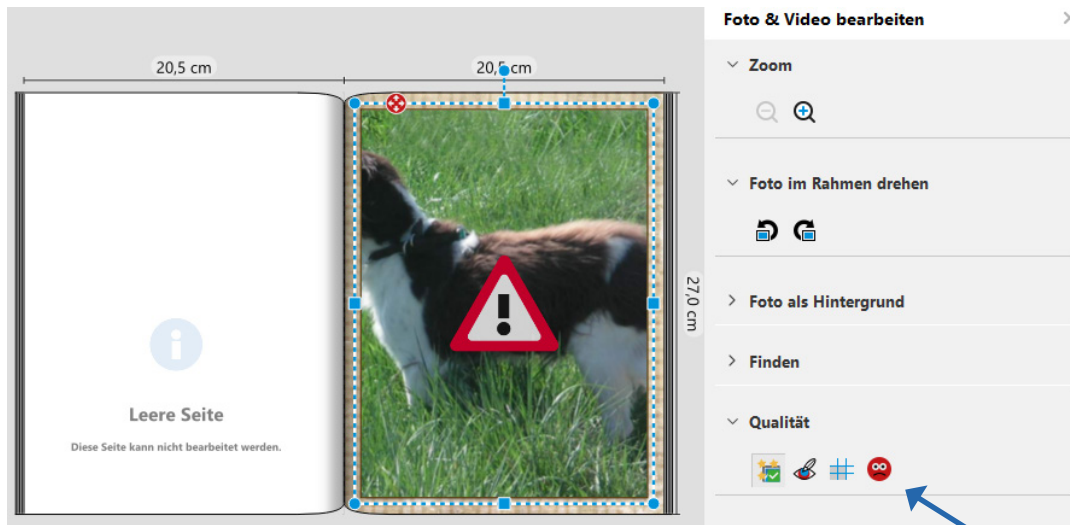 Foto & Video bearbeiten
20,5 cm
20,5 cm
Zoom
Foto im Rahmen drehen
27,0 cm
Foto als Hintergrund
Finden
Leere Seite
Diese Seite kann nicht bearbeitet werden.
Qualität